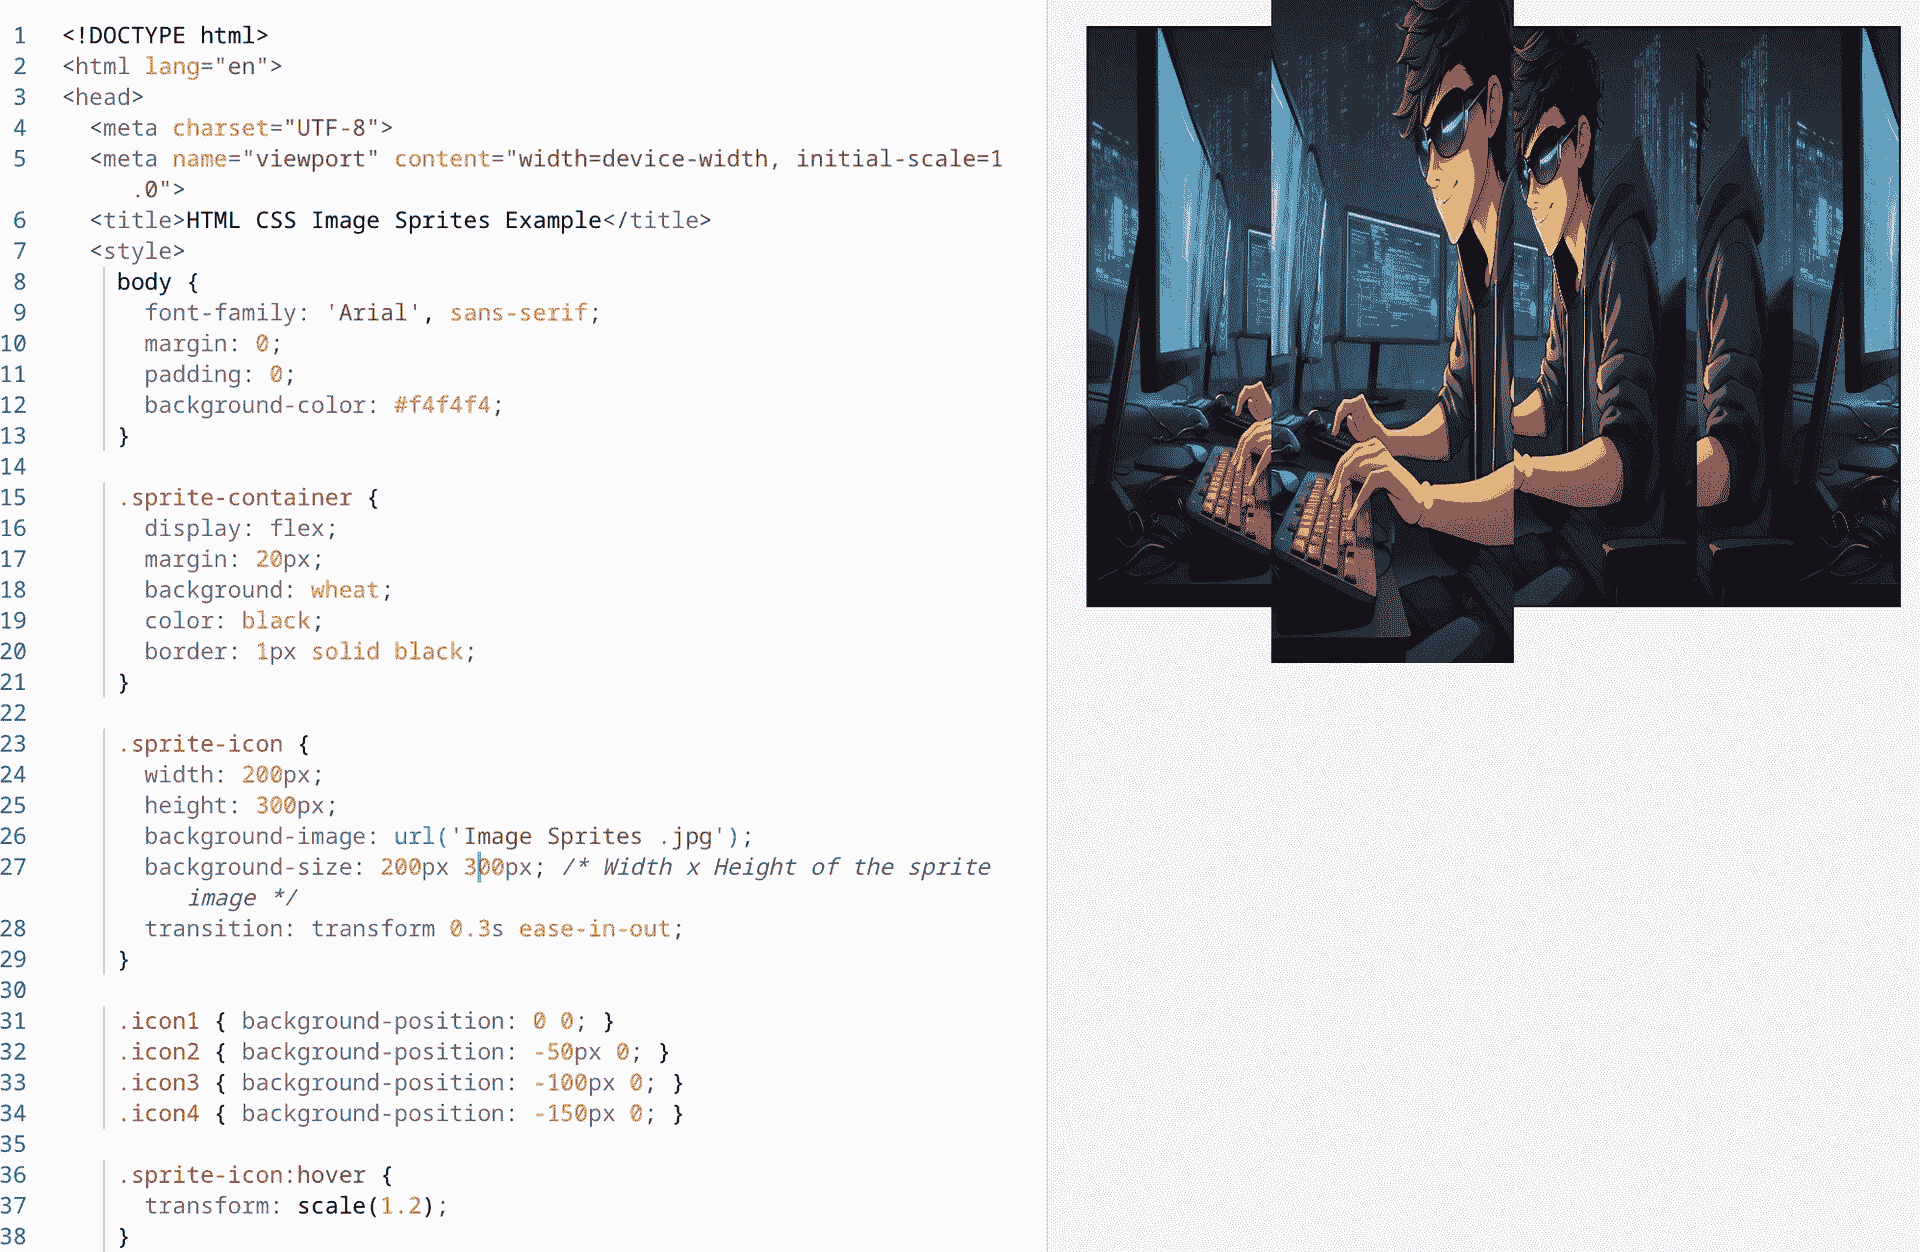 1 <!DOCTYPE html>
2 <html lang="en">
3 <head>
4 <meta charset="UTF-8">
5 <meta name="viewport" content="width=device-width, initial-scale=1
.0">
6 <title>HTML CSS Image Sprites Example</title>
7 <style>
8 body {
9 font-family: 'Arial', sans-serif;
10 margin: 0;
11 padding: 0;
12 background-color: #f4f4f4;
13 }
14
15 .sprite-container {
16 display: flex;
17 margin: 20px;
18 background: wheat;
19 color: black;
20 border: 1px solid black;
21 }
22
23 .sprite-icon {
24 width: 200px;
25 height: 300px;
26 background-image: url('Image Sprites .jpg');
27 background-size: 200px 300px; /* Width x Height of the sprite
image */
28 transition: transform 0.3s ease-in-out;
29 }
30
31 .icon1 { background-position: 0 0; }
32 .icon2 { background-position: -50px 0; }
33 .icon3 { background-position: -100px 0; }
34 .icon4 { background-position: -150px 0; }
35
36 .sprite-icon:hover {
37 transform: scale(1.2);
38 }